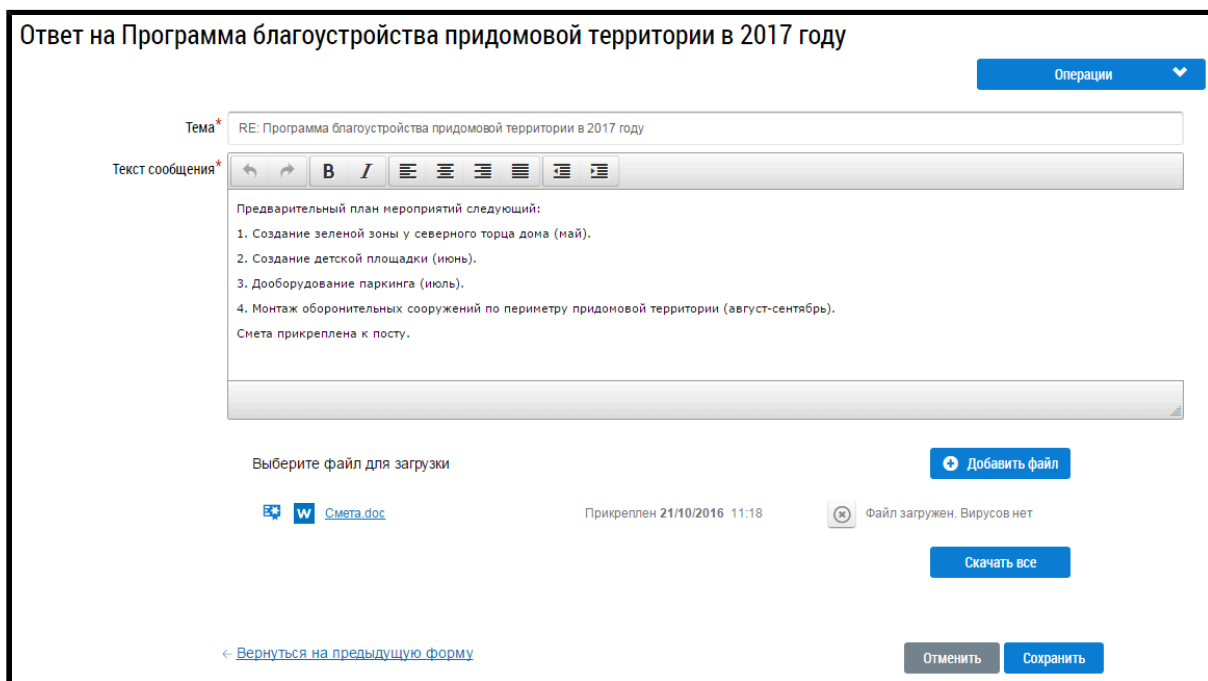 Ответ на Программа благоустройства придомовой территории в 2017 году
Операции
Тема*
RE: Программа благоустройства придомовой территории в 2017 году
Текст сообщения*
B I
Предварительный план мероприятий следующий:
1. Создание зеленой зоны у северного торца дома (май).
2. Создание детской площадки (июнь).
3. Дооборудование паркинга (июль).
4. Монтаж оборонительных сооружений по периметру придомовой территории (август-сентябрь).
Смета прикреплена к посту.
Выберите файл для загрузки
Добавить файл
W Смета.doc Прикреплен 21/10/2016 11:18 Файл загружен. Вирусов нет
Скачать все
← Вернуться на предыдущую форму
Отменить Сохранить